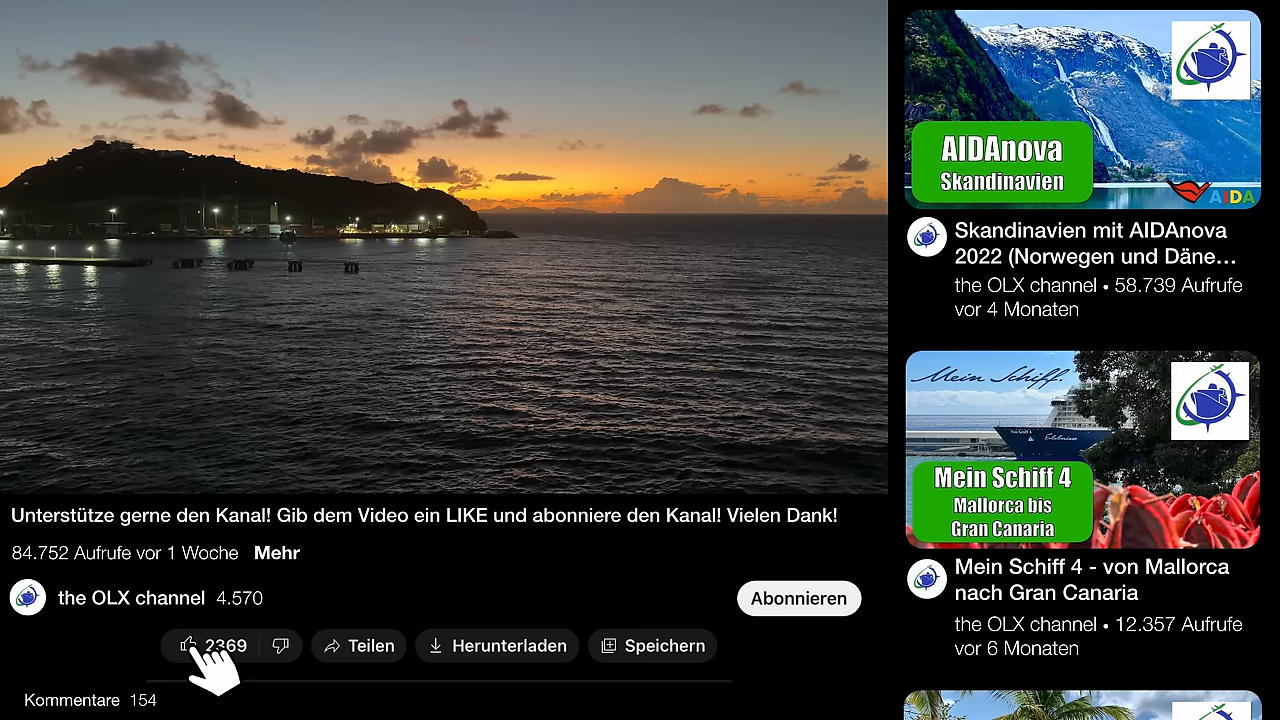 Unterstütze gerne den Kanal! Gib dem Video ein LIKE und abonniere den Kanal! Vielen Dank!
84.752 Aufrufe vor 1 Woche Mehr
the OLX channel 4.570
Abonnieren
2369
Teilen
Herunterladen
Speichern
Kommentare 154
AIDAnova
Skandinavien
AIDA
Skandinavien mit AIDAnova
2022 (Norwegen und Däne...
the OLX channel • 58.739 Aufrufe
vor 4 Monaten
Mein Schiff.
Mein Schiff 4
Mallorca bis
Gran Canaria
Mein Schiff 4 - von Mallorca
nach Gran Canaria
the OLX channel • 12.357 Aufrufe
vor 6 Monaten